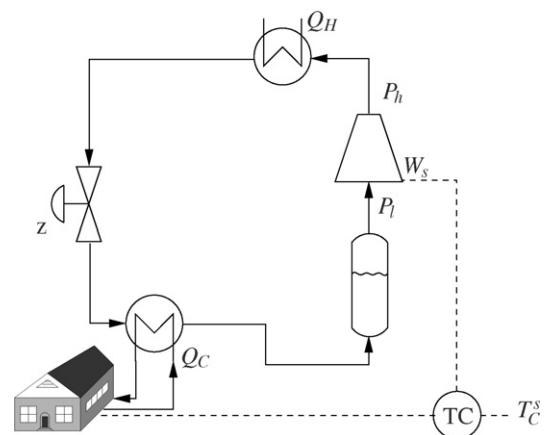 Q_H
P_h
W_s
z
P_l
Q_C
TC
T_C^s